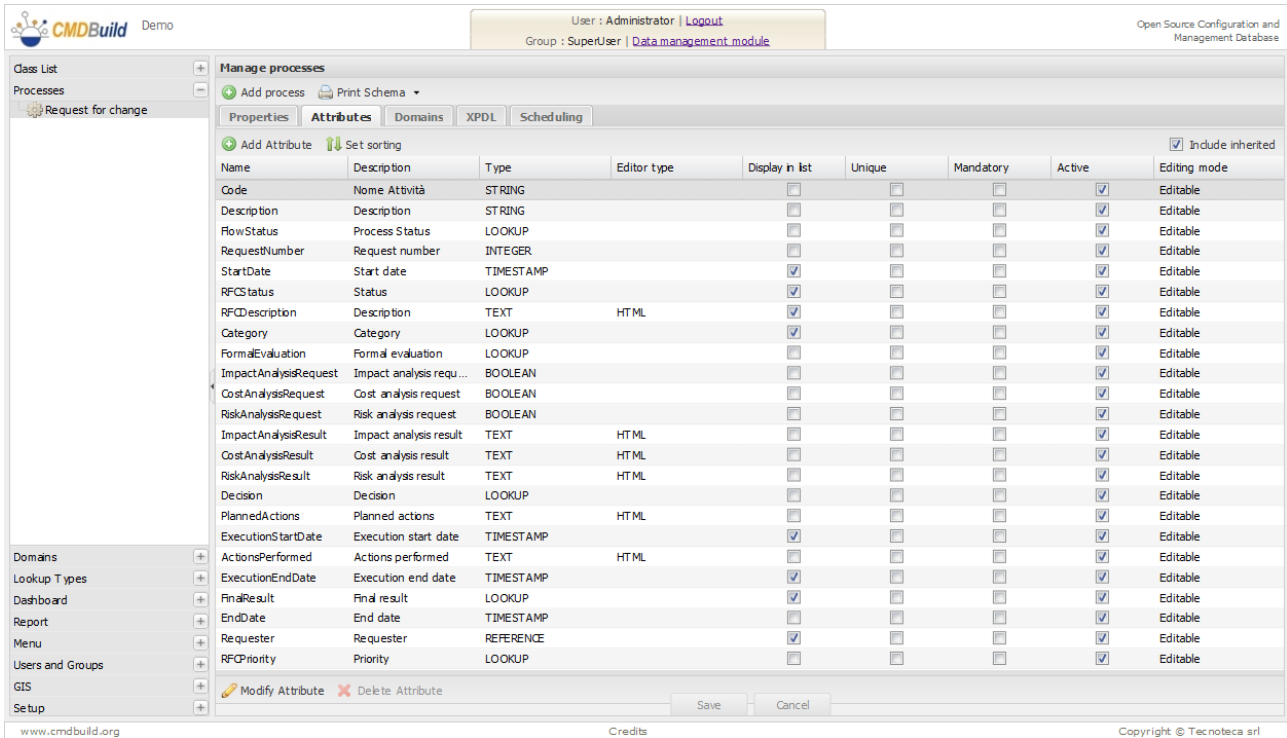 CMDBuild Demo
User : Administrator | Logout
Group : SuperUser | Data management module
Open Source Configuration and
Management Database
Class List
Processes
Request for change
Domains
Lookup Types
Dashboard
Report
Menu
Users and Groups
GIS
Setup
Manage processes
Add process Print Schema
Properties Attributes Domains XPDL Scheduling
Add Attribute Set sorting Include inherited
Name Description Type Editor type Display in list Unique Mandatory Active Editing mode
Code Nome Attività STRING Editable
Description Description STRING Editable
FlowStatus Process Status LOOKUP Editable
RequestNumber Request number INTEGER Editable
StartDate Start date TIMESTAMP Editable
RFCStatus Status LOOKUP Editable
RFCDescription Description TEXT HTML Editable
Category Category LOOKUP Editable
FormalEvaluation Formal evaluation LOOKUP Editable
ImpactAnalysisRequest Impact analysis requ... BOOLEAN Editable
CostAnalysisRequest Cost analysis request BOOLEAN Editable
RiskAnalysisRequest Risk analysis request BOOLEAN Editable
ImpactAnalysisResult Impact analysis result TEXT HTML Editable
CostAnalysisResult Cost analysis result TEXT HTML Editable
RiskAnalysisResult Risk analysis result TEXT HTML Editable
Decision Decision LOOKUP Editable
PlannedActions Planned actions TEXT HTML Editable
ExecutionStartDate Execution start date TIMESTAMP Editable
ActionsPerformed Actions performed TEXT HTML Editable
ExecutionEndDate Execution end date TIMESTAMP Editable
FinalResult Final result LOOKUP Editable
EndDate End date TIMESTAMP Editable
Requester Requester REFERENCE Editable
RFCPriority Priority LOOKUP Editable
Modify Attribute Delete Attribute
Save Cancel
www.cmdbuild.org Credits Copyright © Tecnoteca srl